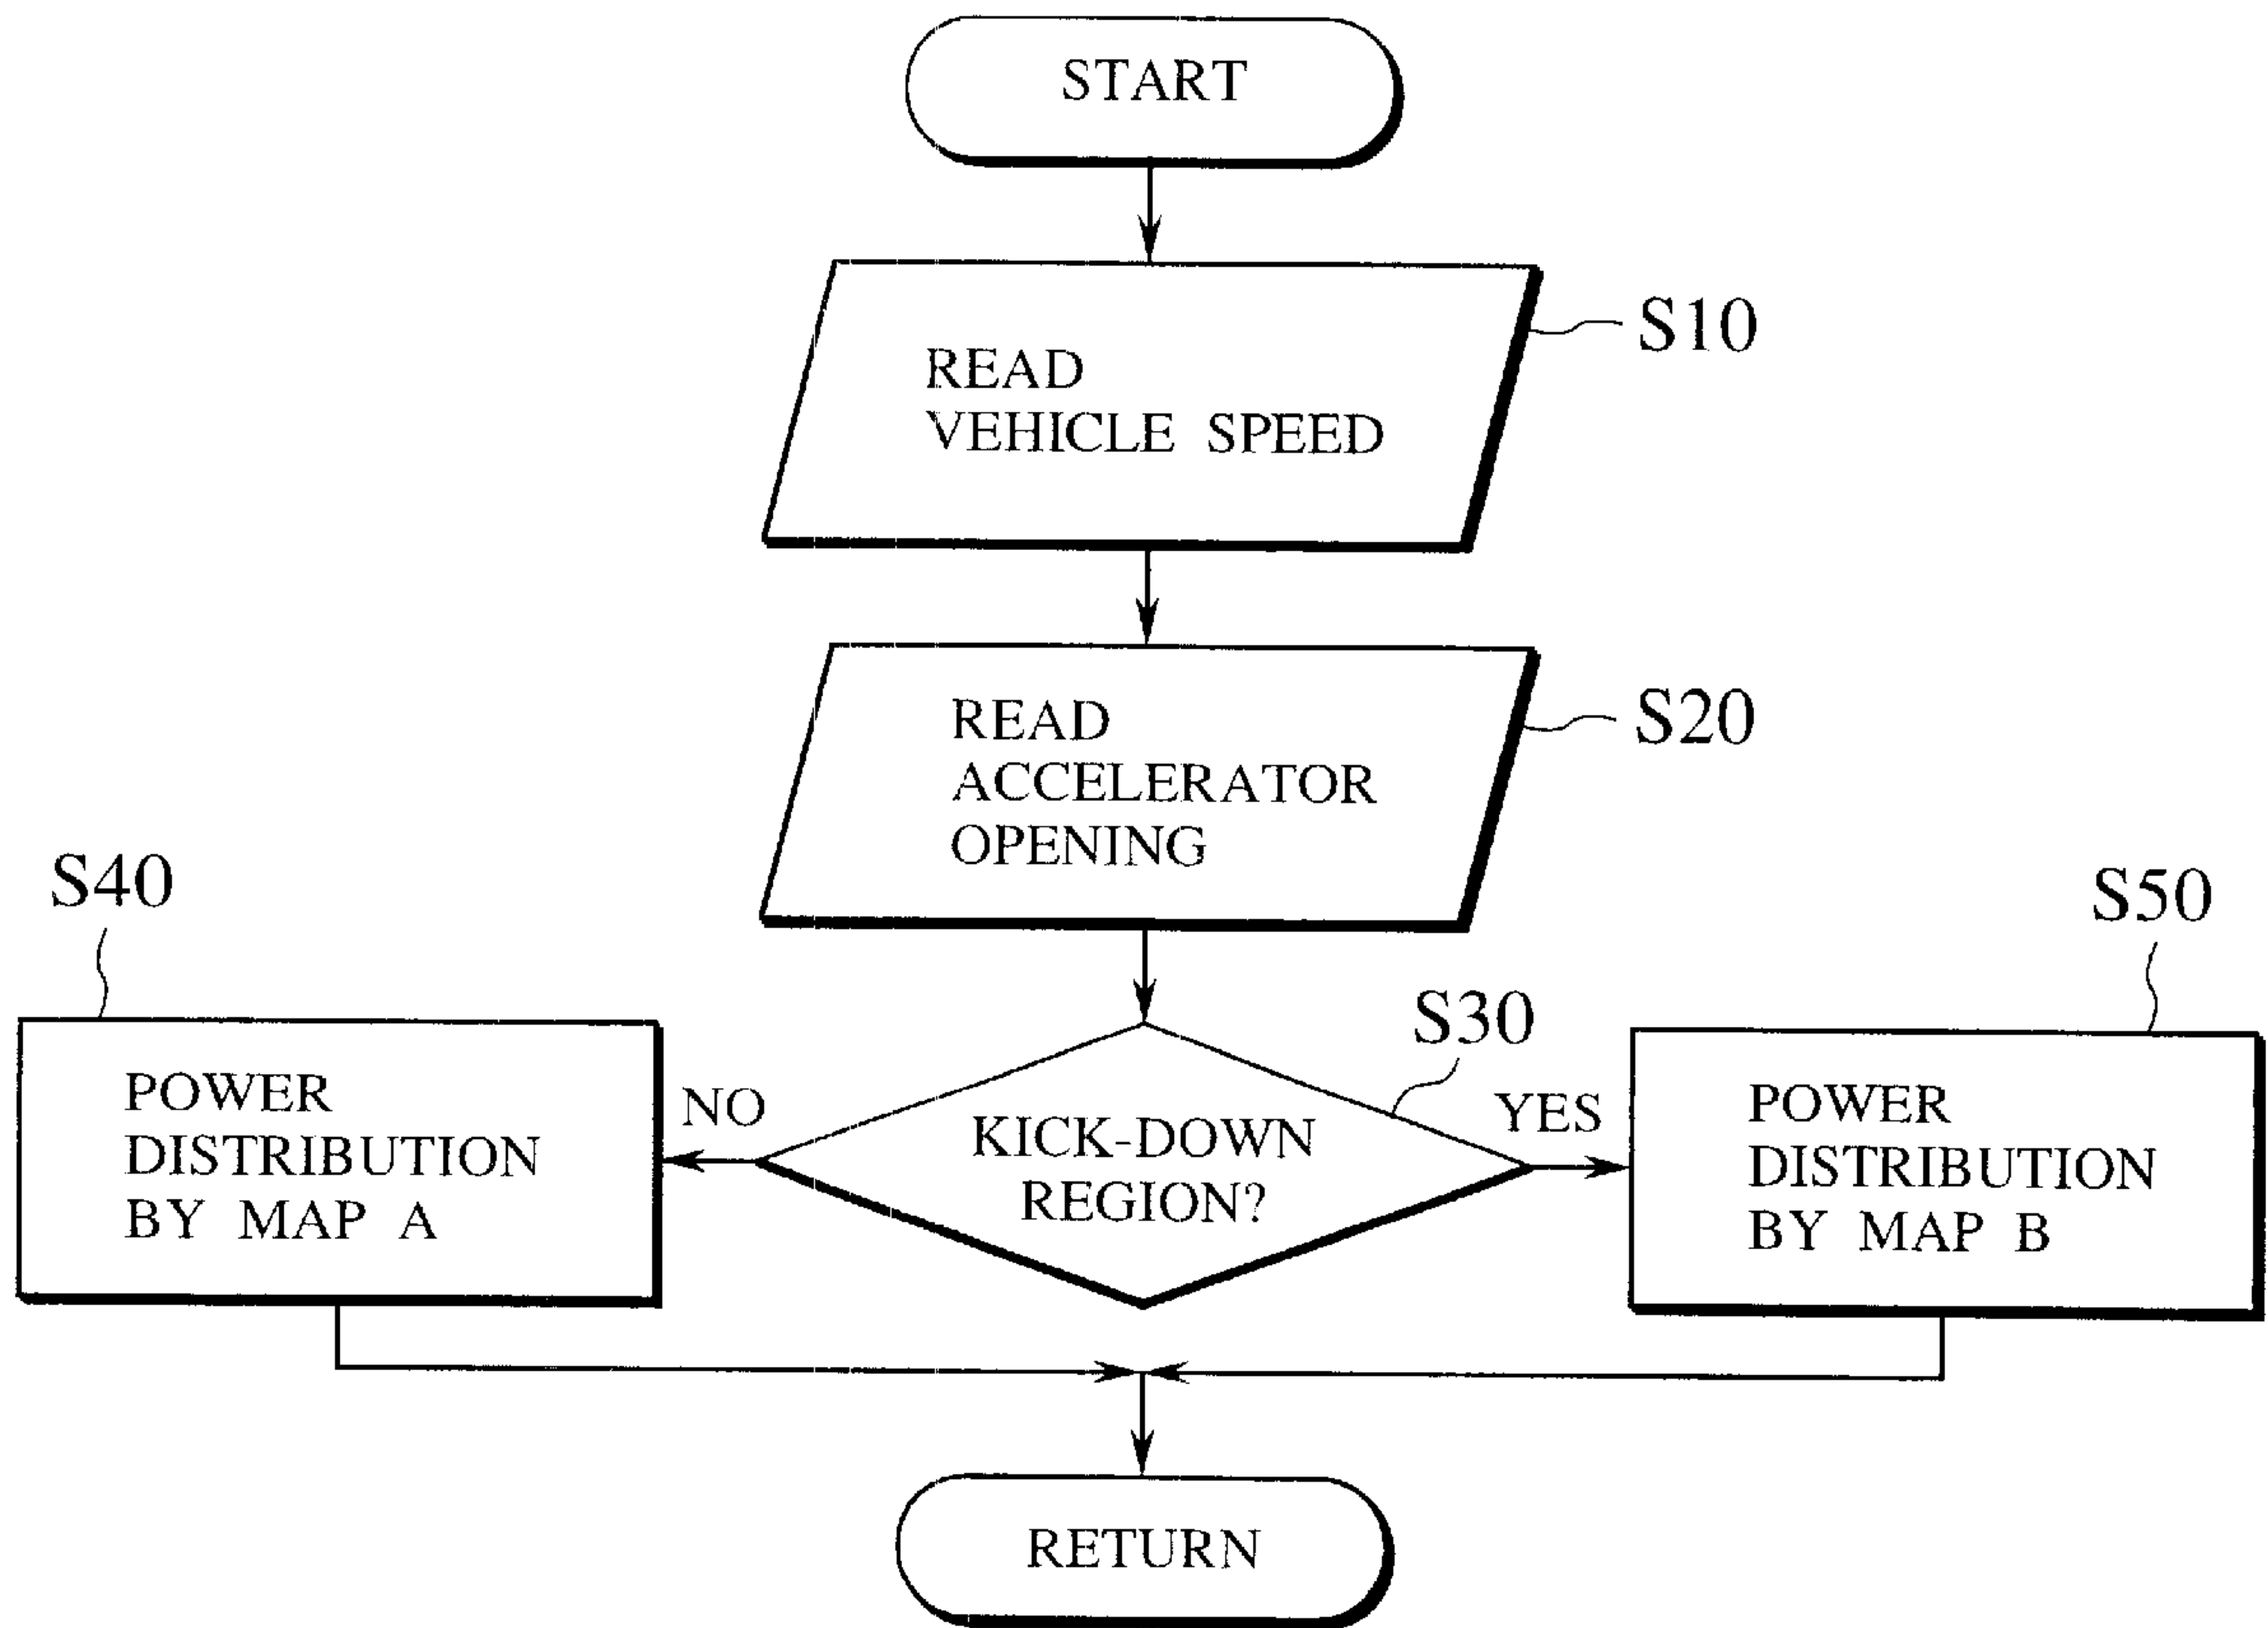 START
READ
VEHICLE SPEED
S10
READ
ACCELERATOR
OPENING
S20
S40
S50
S30
POWER
DISTRIBUTION
BY MAP A
NO
KICK-DOWN
REGION?
YES
POWER
DISTRIBUTION
BY MAP B
RETURN